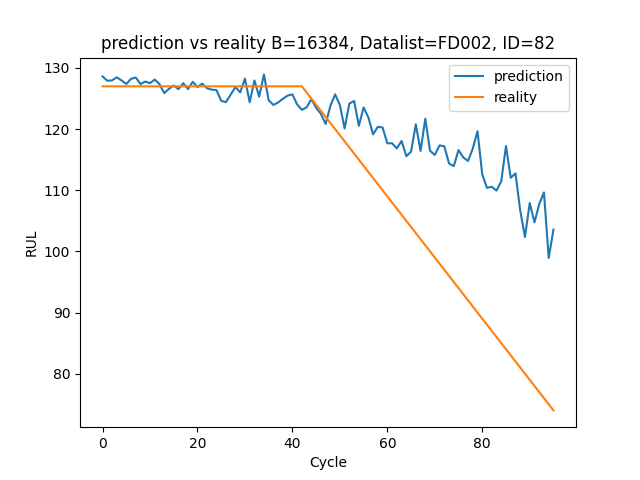 prediction vs reality B=16384, Datalist=FD002, ID=82
prediction
reality
130
120
110
100
90
80
RUL
0 20 40 60 80
Cycle